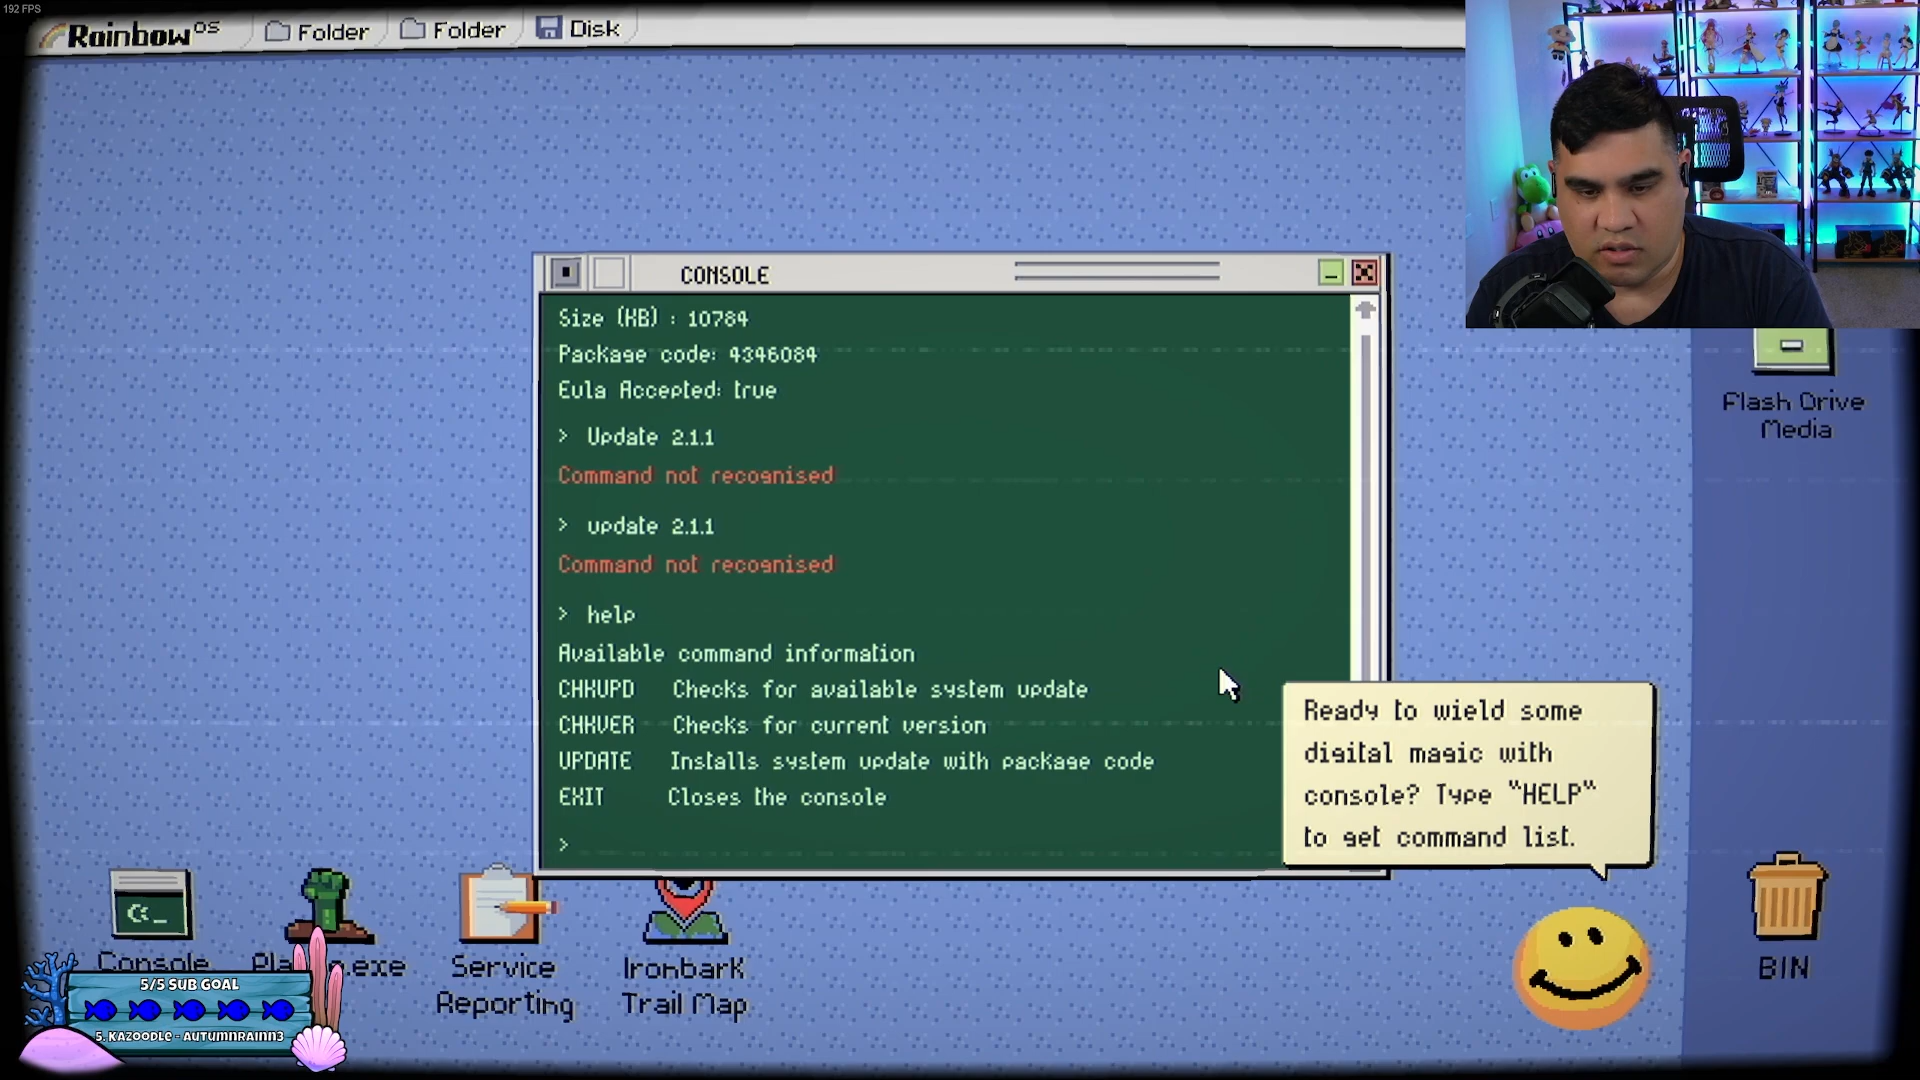 192 FPS
RainbowOS
Folder
Folder
Disk
CONSOLE
Size (KB) : 10784
Package code: 4346084
Eula Accepted: true
> Update 2.1.1
Command not recognised
> update 2.1.1
Command not recognised
> help
Available command information
CHKUPD Checks for available system update
CHKVER Checks for current version
UPDATE Installs system update with package code
EXIT Closes the console
>
Ready to wield some
digital magic with
console? Type "HELP"
to get command list.
Flash Drive
Media
Console
.exe
Service
Reporting
Ironbark
Trail Map
BIN
5/5 SUB GOAL
5. KAZOODLE - AUTUMNRAINN3